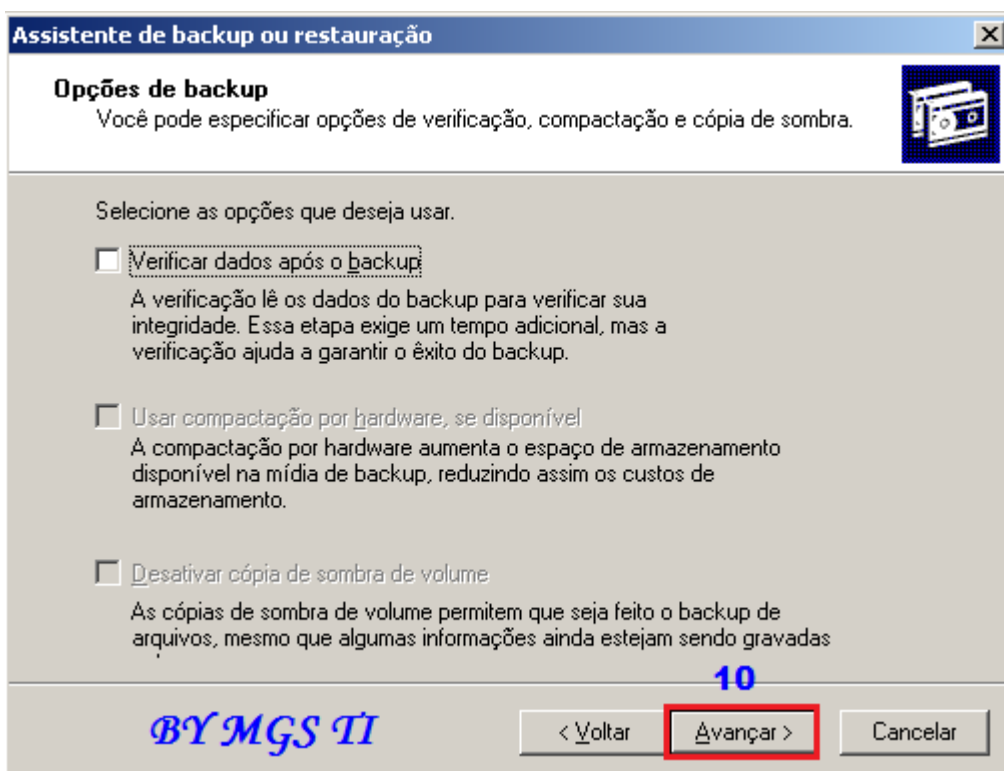 Assistente de backup ou restauração
Opções de backup
Você pode especificar opções de verificação, compactação e cópia de sombra.
Selecione as opções que deseja usar.
Verificar dados após o backup
A verificação lê os dados do backup para verificar sua
integridade. Essa etapa exige um tempo adicional, mas a
verificação ajuda a garantir o êxito do backup.
Usar compactação por hardware, se disponível
A compactação por hardware aumenta o espaço de armazenamento
disponível na mídia de backup, reduzindo assim os custos de
armazenamento.
Desativar cópia de sombra de volume
As cópias de sombra de volume permitem que seja feito o backup de
arquivos, mesmo que algumas informações ainda estejam sendo gravadas
10
BY MGS TI
< Voltar
Avançar >
Cancelar